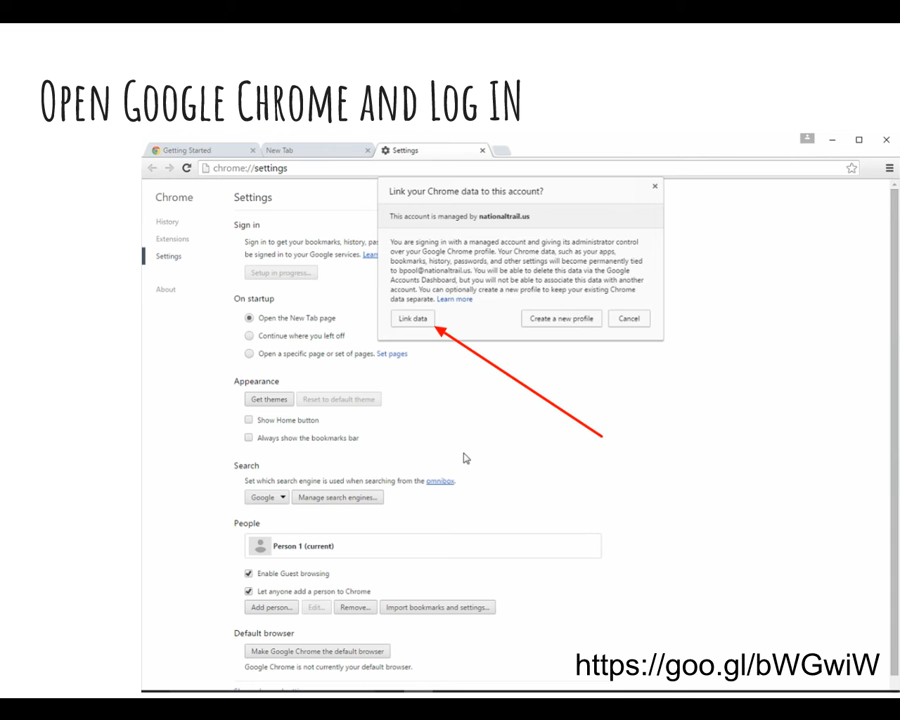 Open Google Chrome and Log IN
Getting Started
New Tab
Settings
chrome://settings
Chrome
History
Extensions
Settings
About
Settings
Sign in
Sign in to get your bookmarks, history, pas
be signed in to your Google services. Lear
Setup in progress...
On startup
Open the New Tab page
Continue where you left off
Open a specific page or set of pages. Set pages
Appearance
Get themes Reset to default theme
Show Home button
Always show the bookmarks bar
Search
Set which search engine is used when searching from the omnibox.
Google Manage search engines...
People
Person 1 (current)
Enable Guest browsing
Let anyone add a person to Chrome
Add person... Edit... Remove... Import bookmarks and settings...
Default browser
Make Google Chrome the default browser
Google Chrome is not currently your default browser.
Link your Chrome data to this account?
This account is managed by nationaltrail.us
You are signing in with a managed account and giving its administrator control
over your Google Chrome profile. Your Chrome data, such as your apps,
bookmarks, history, passwords, and other settings will become permanently tied
to bpool@nationaltrail.us. You will be able to delete this data via the Google
Accounts Dashboard, but you will not be able to associate this data with another
account. You can optionally create a new profile to keep your existing Chrome
data separate. Learn more
Link data Create a new profile Cancel
https://goo.gl/bWGwiW